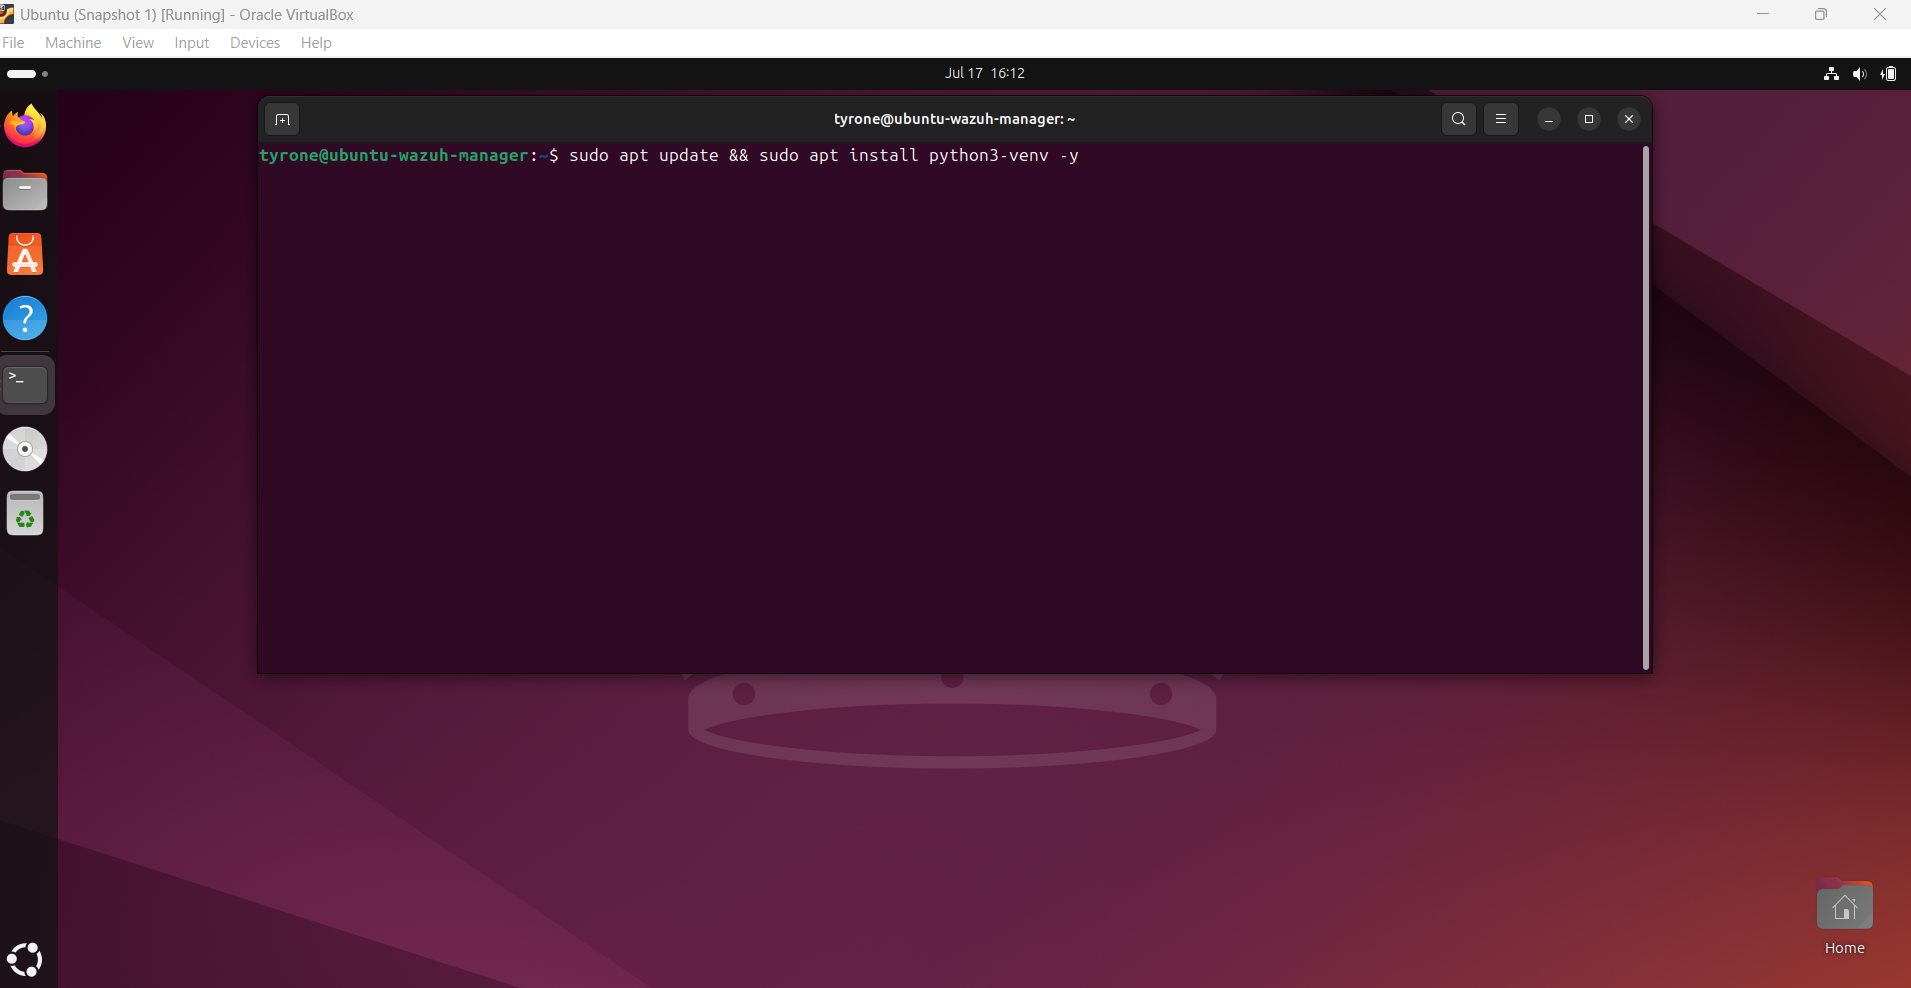 Ubuntu (Snapshot 1) [Running] - Oracle VirtualBox
File Machine View Input Devices Help
Jul 17 16:12
tyrone@ubuntu-wazuh-manager: ~
tyrone@ubuntu-wazuh-manager:~$ sudo apt update && sudo apt install python3-venv -y
Home